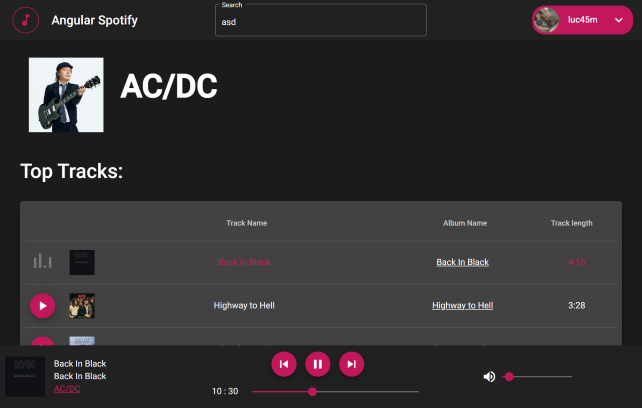 Angular Spotify
Search
asd
luc45m
AC/DC
Top Tracks:
Track Name Album Name Track length
Back In Black Back In Black 4:15
Highway to Hell Highway to Hell 3:28
Back In Black
Back In Black
AC/DC
10 : 30